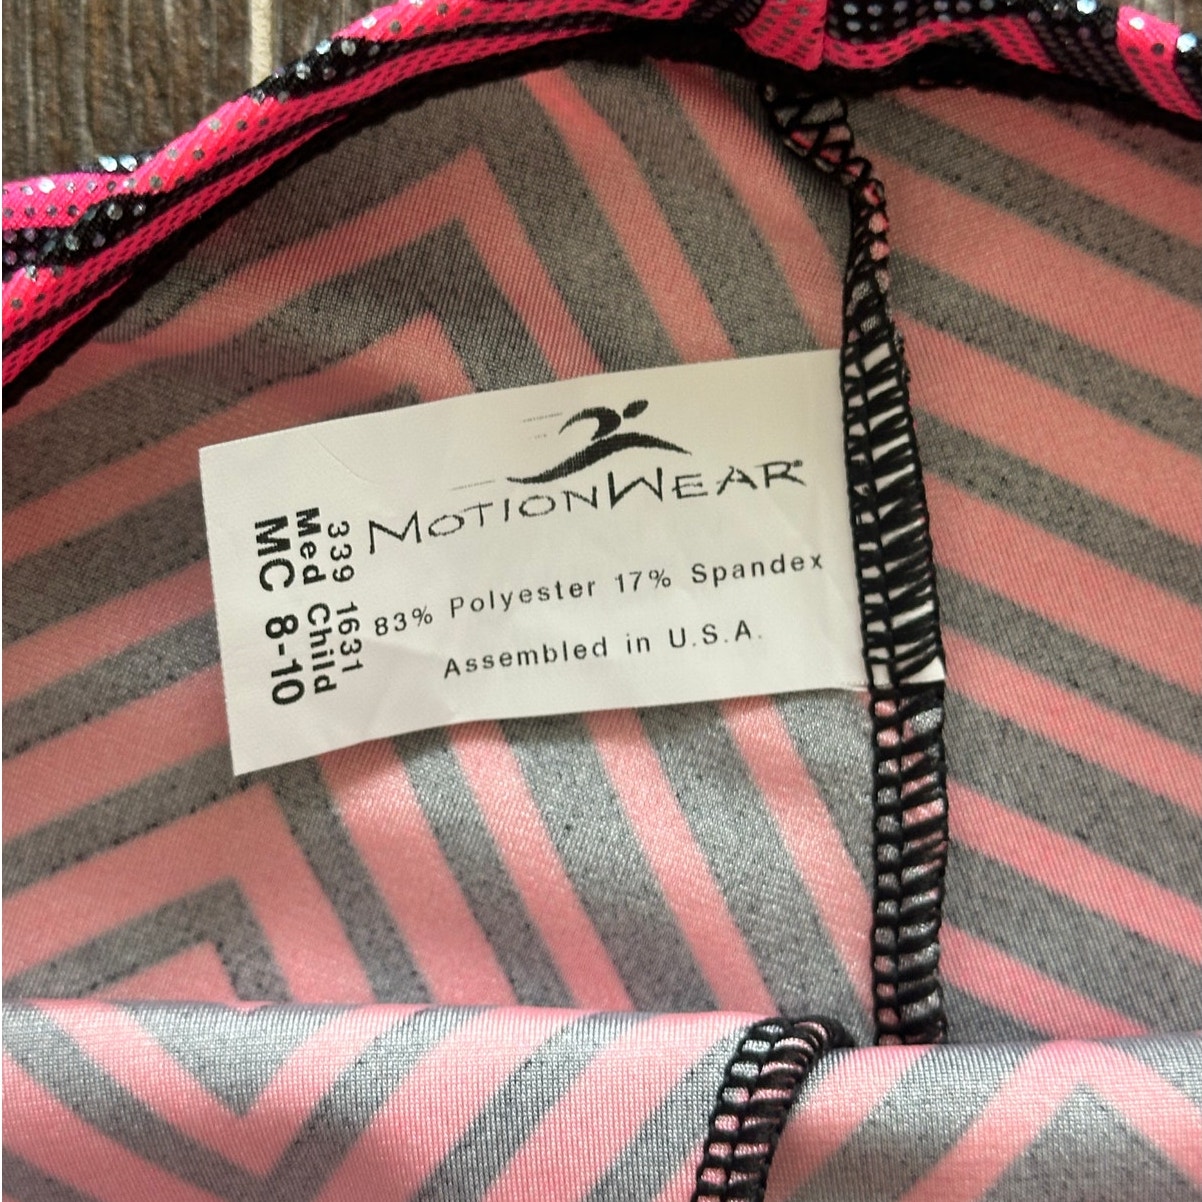 MOTIONWEAR®
83% Polyester 17% Spandex
Assembled in U.S.A.
339 1631
Med Child
MC 8-10